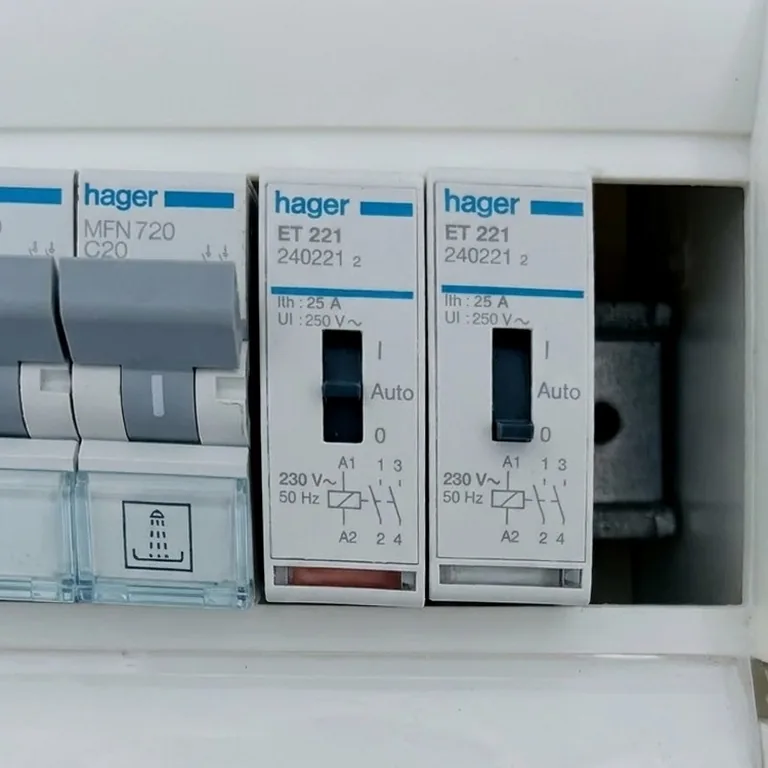 hager
MFN 720
C20
hager
ET 221
240221 2
Ith : 25 A
UI : 250 V~
I
Auto
0
A1 1 3
230 V~
50 Hz
A2 2 4
hager
ET 221
240221 2
Ith : 25 A
UI : 250 V~
I
Auto
0
A1 1 3
230 V~
50 Hz
A2 2 4